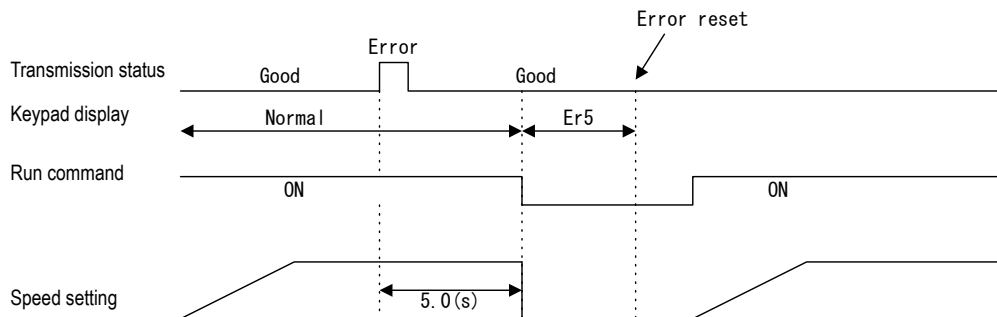 Error reset
Error
Transmission status
Good
Good
Keypad display
Normal
Er5
Run command
ON
ON
Speed setting
5.0(s)